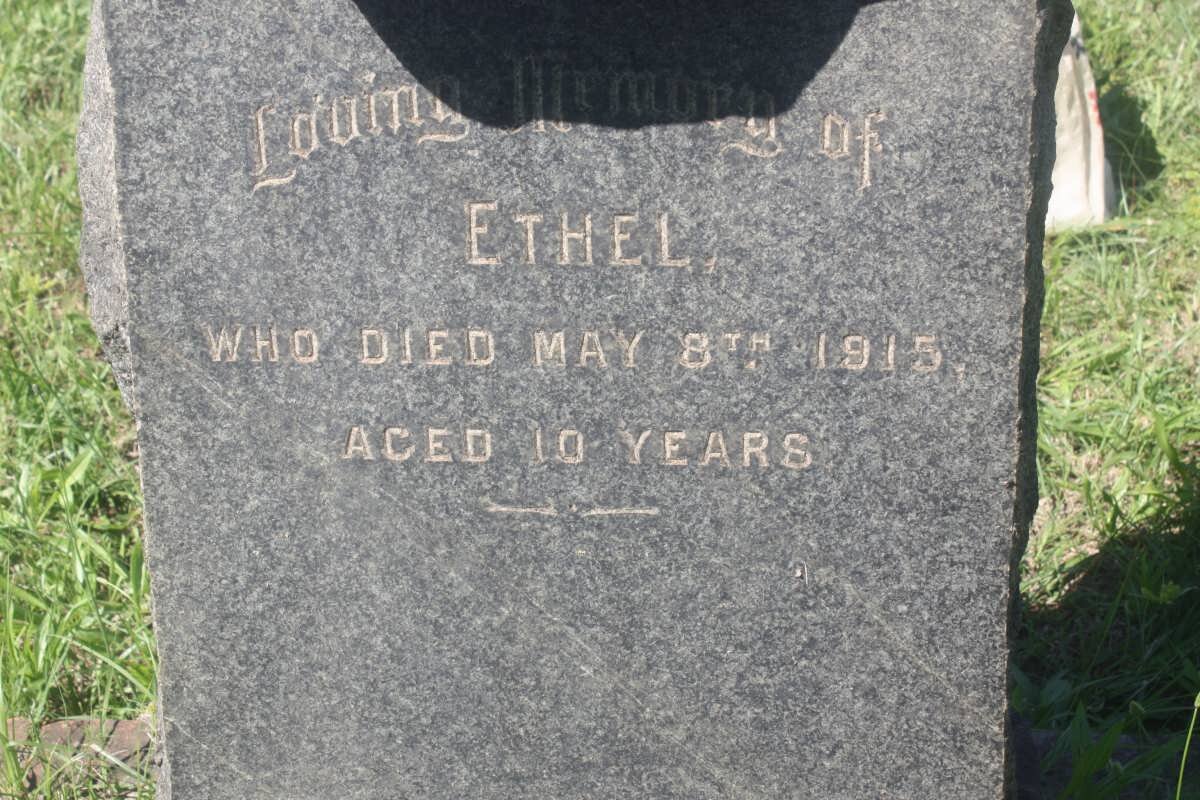 Loving Memory of
ETHEL,
WHO DIED MAY 8TH 1915,
AGED 10 YEARS